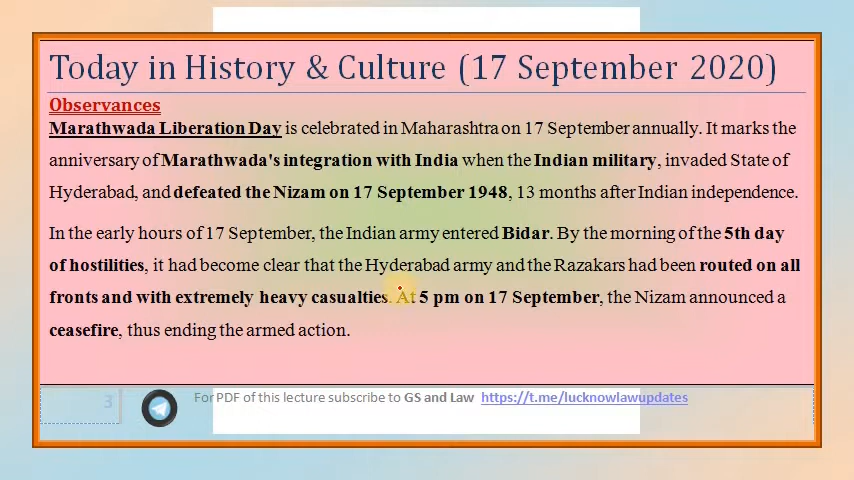 Today in History & Culture (17 September 2020)
Observances
Marathwada Liberation Day is celebrated in Maharashtra on 17 September annually. It marks the
anniversary of Marathwada's integration with India when the Indian military, invaded State of
Hyderabad, and defeated the Nizam on 17 September 1948, 13 months after Indian independence.
In the early hours of 17 September, the Indian army entered Bidar. By the morning of the 5th day
of hostilities, it had become clear that the Hyderabad army and the Razakars had been routed on all
fronts and with extremely heavy casualties. At 5 pm on 17 September, the Nizam announced a
ceasefire, thus ending the armed action.
3
For PDF of this lecture subscribe to GS and Law https://t.me/lucknowlawupdates